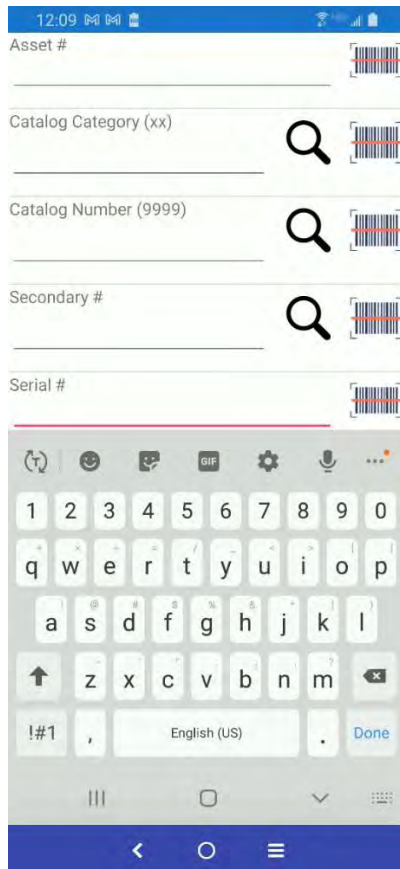 12:09
Asset #
Catalog Category (xx)
Catalog Number (9999)
Secondary #
Serial #
GIF
1 2 3 4 5 6 7 8 9 0
q w e r t y u i o p
a s d f g h j k l
z x c v b n m
!#1 , English (US) . Done